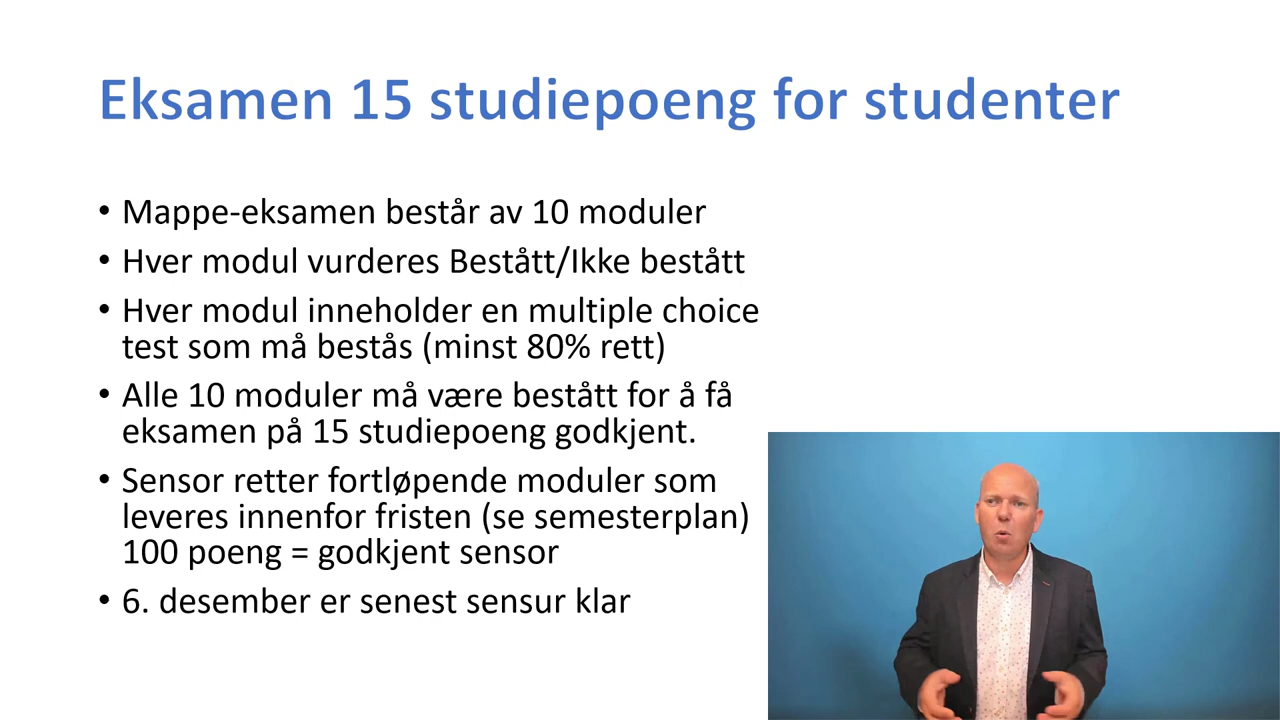 Eksamen 15 studiepoeng for studenter
• Mappe-eksamen består av 10 moduler
• Hver modul vurderes Bestått/Ikke bestått
• Hver modul inneholder en multiple choice
test som må bestås (minst 80% rett)
• Alle 10 moduler må være bestått for å få
eksamen på 15 studiepoeng godkjent.
• Sensor retter fortløpende moduler som
leveres innenfor fristen (se semesterplan)
100 poeng = godkjent sensor
• 6. desember er senest sensur klar